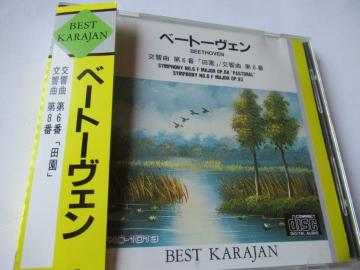 BEST
KARAJAN
ベートーヴェン
交響曲 第6番「田園」
交響曲 第8番
ベートーヴェン
BEETHOVEN
交響曲 第6番「田園」/交響曲 第8番
SYMPHONY NO.6 F MAJOR OP.68 "PASTORAL"
SYMPHONY NO.8 F MAJOR OP.93
-1013
COMPACT
disc
DIGITAL AUDIO
BEST KARAJAN